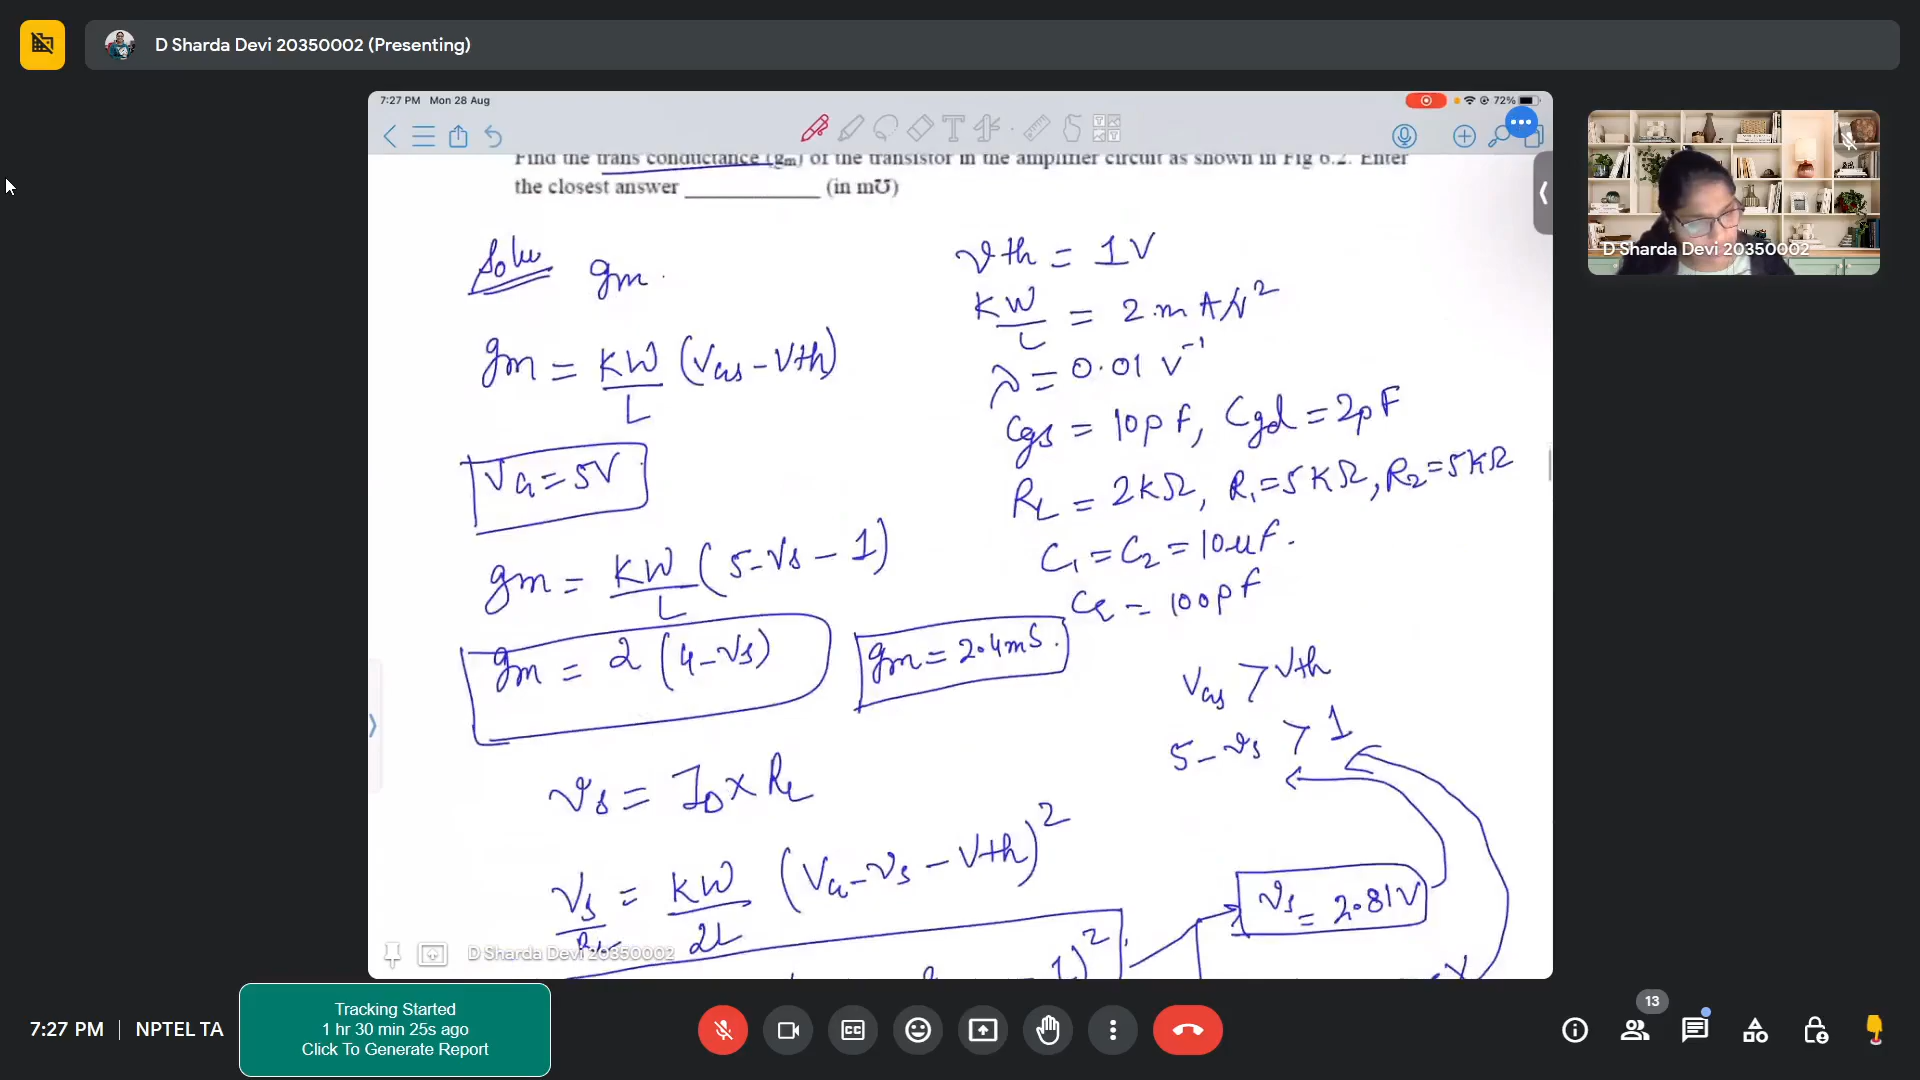 D Sharda Devi 20350002 (Presenting)
7:27 PM Mon 28 Aug
72%
Find the trans conductance (gm) of the transistor in the amplifier circuit as shown in Fig 6.2. Enter
the closest answer ____________ (in m℧)
Solu gm.
gm = KW/L (VGS - Vth)
VG = 5V
gm = KW/L (5 - Vs - 1)
gm = 2 (4 - Vs)
gm = 2.4mS.
Vs = ID x RL
Vs/RL = KW/2L (VG - Vs - Vth)²
1)²
Vth = 1V
KW/L = 2mA/V²
λ = 0.01 V⁻¹
Cgs = 10pF, Cgd = 2pF
RL = 2kΩ, R1 = 5KΩ, R2 = 5KΩ
C1 = C2 = 10uF.
= 100pF
VGS > Vth
5 - Vs > 1
Vs = 2.81V
D Sharda Devi 20350002
D Sharda Devi 20350002
7:27 PM | NPTEL TA
Tracking Started
1 hr 30 min 25s ago
Click To Generate Report
CC
13